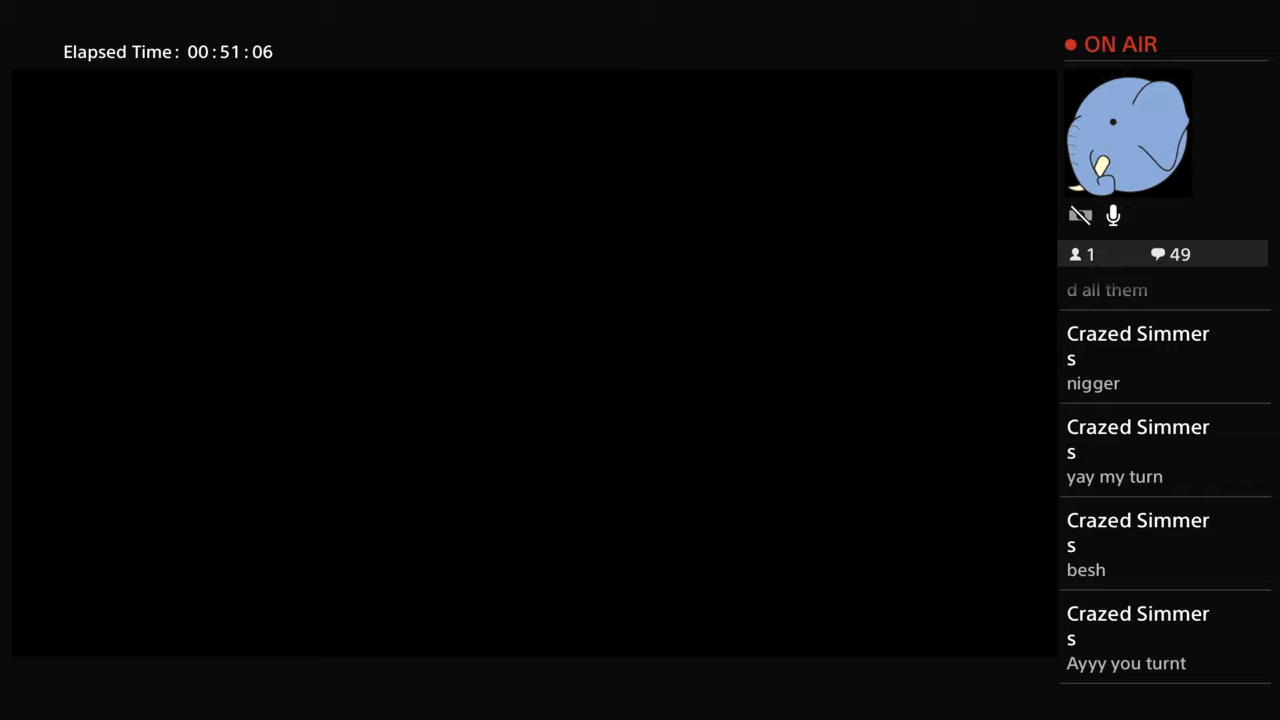 Elapsed Time: 00:51:06
ON AIR
1 49
d all them
Crazed Simmer
s
nigger
Crazed Simmer
s
yay my turn
Crazed Simmer
s
besh
Crazed Simmer
s
Ayyy you turnt